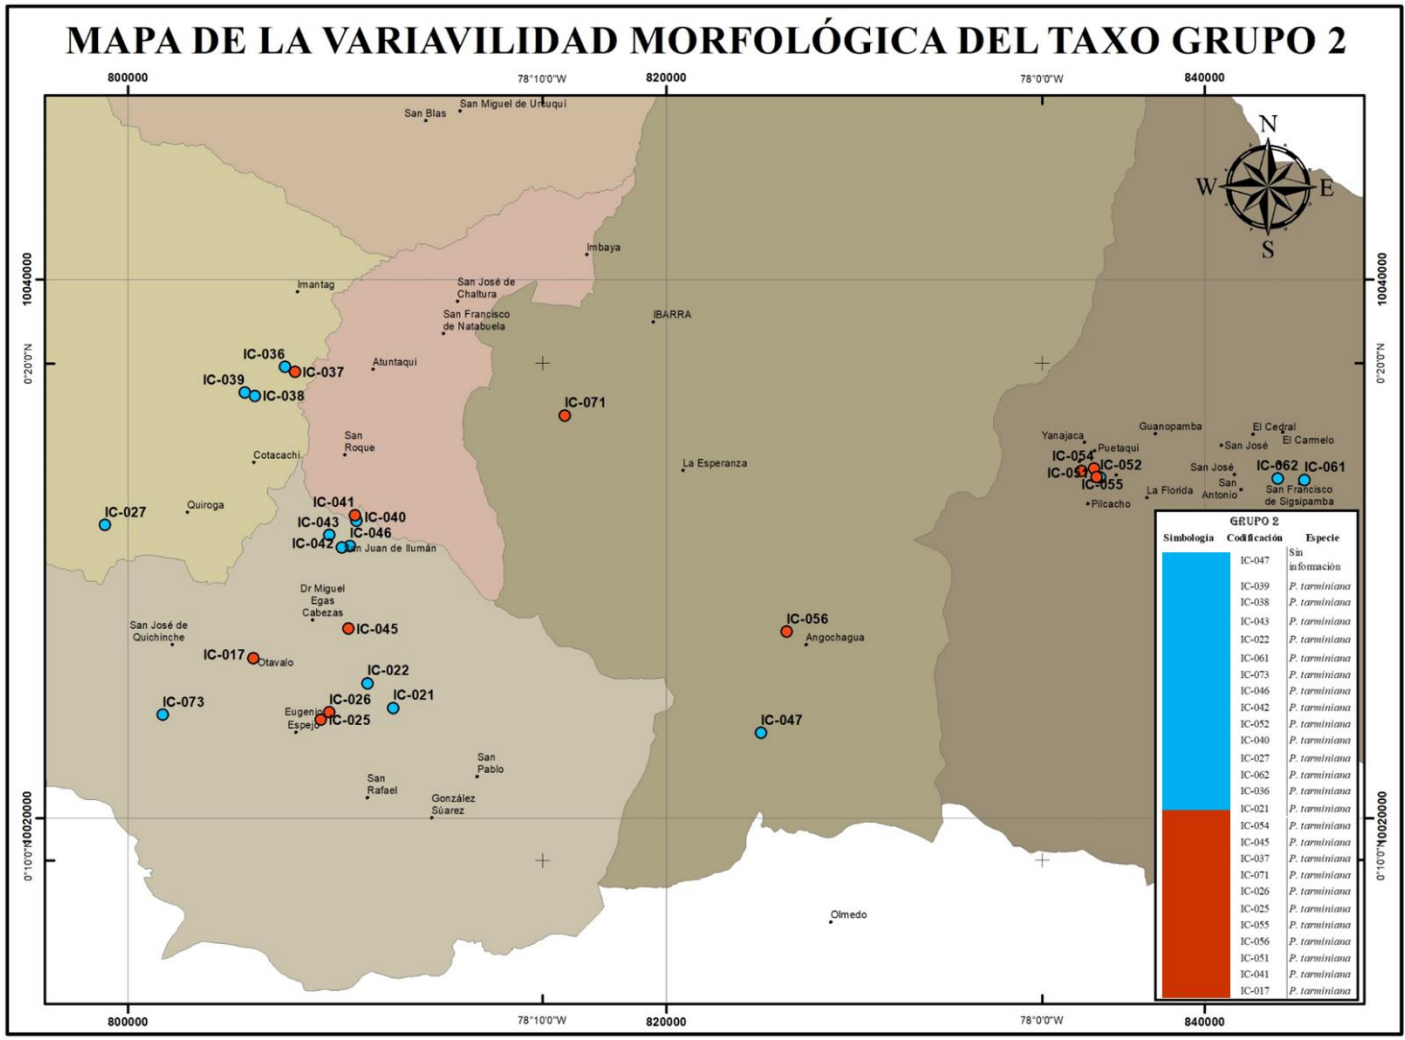 MAPA DE LA VARIAVILIDAD MORFOLÓGICA DEL TAXO GRUPO 2
800000
78°10'0"W
820000
78°0'0"W
840000
San Miguel de Urcuquí
San Blas
N
W
E
S
Imbaya
10040000
10040000
Imantag
San José de
Chaltura
San Francisco
de Natabuela
IBARRA
IC-036
IC-037
Atuntaqui
0°20'0"N
0°20'0"N
IC-039
IC-038
IC-071
San
Roque
Cotacachi
La Esperanza
Yanajaca
Guanopamba
El Cedral
El Carmelo
Puetaqui
San José
IC-054
IC-052
IC-051
IC-055
San José
IC-062
IC-061
San
Antonio
San Francisco
de Sigsipamba
La Florida
Pilcacho
IC-027
Quiroga
IC-041
IC-040
IC-043
IC-046
IC-042
San Juan de Ilumán
Dr Miguel
Egas
Cabezas
IC-045
San José de
Quichinche
IC-017
Otavalo
IC-056
Angochagua
IC-022
IC-073
IC-026
IC-021
Eugenio
Espejo
IC-025
IC-047
San
Pablo
San
Rafael
González
Súarez
10020000
10020000
0°10'0"N
0°10'0"N
Olmedo
GRUPO 2
Simbologia Codificación Especie
IC-047 Sin
información
IC-039 P. tarminiana
IC-038 P. tarminiana
IC-043 P. tarminiana
IC-022 P. tarminiana
IC-061 P. tarminiana
IC-073 P. tarminiana
IC-046 P. tarminiana
IC-042 P. tarminiana
IC-052 P. tarminiana
IC-040 P. tarminiana
IC-027 P. tarminiana
IC-062 P. tarminiana
IC-036 P. tarminiana
IC-021 P. tarminiana
IC-054 P. tarminiana
IC-045 P. tarminiana
IC-037 P. tarminiana
IC-071 P. tarminiana
IC-026 P. tarminiana
IC-025 P. tarminiana
IC-055 P. tarminiana
IC-056 P. tarminiana
IC-051 P. tarminiana
IC-041 P. tarminiana
IC-017 P. tarminiana
800000
78°10'0"W
820000
78°0'0"W
840000